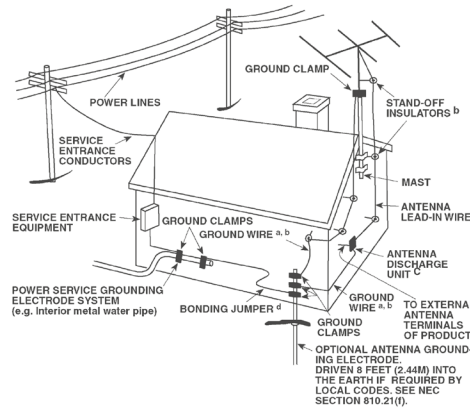 GROUND CLAMP
POWER LINES
STAND-OFF
INSULATORS b
SERVICE
ENTRANCE
CONDUCTORS
MAST
ANTENNA
LEAD-IN WIRE
SERVICE ENTRANCE
EQUIPMENT
GROUND CLAMPS
GROUND WIRE a, b
ANTENNA
DISCHARGE
UNIT C
POWER SERVICE GROUNDING
ELECTRODE SYSTEM
(e.g. Interior metal water pipe)
BONDING JUMPER d
GROUND
WIRE a, b
TO EXTERNA
ANTENNA
TERMINALS
OF PRODUCT
GROUND
CLAMPS
OPTIONAL ANTENNA GROUND-
ING ELECTRODE.
DRIVEN 8 FEET (2.44M) INTO
THE EARTH IF REQUIRED BY
LOCAL CODES. SEE NEC
SECTION 810.21(f).